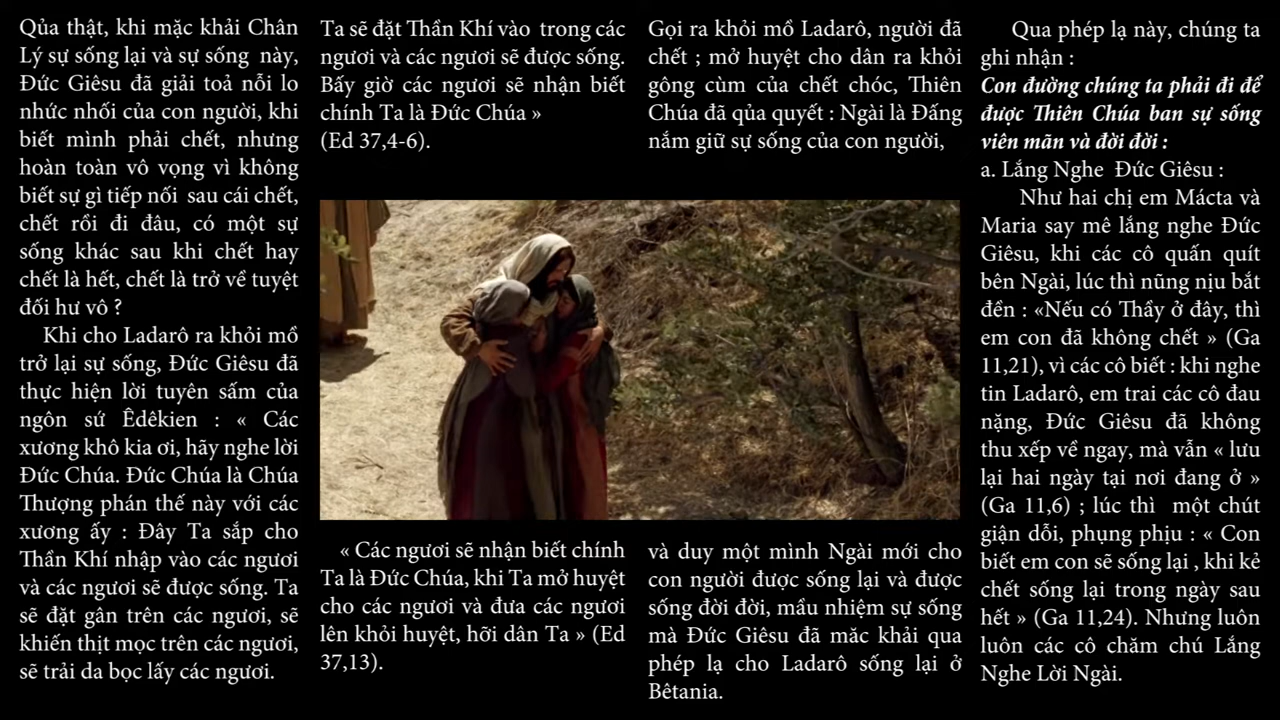 Qủa thật, khi mặc khải Chân
Lý sự sống lại và sự sống này,
Đức Giêsu đã giải toả nỗi lo
nhức nhối của con người, khi
biết mình phải chết, nhưng
hoàn toàn vô vọng vì không
biết sự gì tiếp nối sau cái chết,
chết rồi đi đâu, có một sự
sống khác sau khi chết hay
chết là hết, chết là trở về tuyệt
đối hư vô ?
Khi cho Ladarô ra khỏi mồ
trở lại sự sống, Đức Giêsu đã
thực hiện lời tuyên sấm của
ngôn sứ Êdêkien : « Các
xương khô kia ơi, hãy nghe lời
Đức Chúa. Đức Chúa là Chúa
Thượng phán thế này với các
xương ấy : Đây Ta sắp cho
Thần Khí nhập vào các ngươi
và các ngươi sẽ được sống. Ta
sẽ đặt gân trên các ngươi, sẽ
khiến thịt mọc trên các ngươi,
sẽ trải da bọc lấy các ngươi.
Ta sẽ đặt Thần Khí vào trong các
ngươi và các ngươi sẽ được sống.
Bấy giờ các ngươi sẽ nhận biết
chính Ta là Đức Chúa »
(Ed 37,4-6).
« Các ngươi sẽ nhận biết chính
Ta là Đức Chúa, khi Ta mở huyệt
cho các ngươi và đưa các ngươi
lên khỏi huyệt, hỡi dân Ta » (Ed
37,13).
Gọi ra khỏi mồ Ladarô, người đã
chết ; mở huyệt cho dân ra khỏi
gông cùm của chết chóc, Thiên
Chúa đã qủa quyết : Ngài là Đấng
nắm giữ sự sống của con người,
và duy một mình Ngài mới cho
con người được sống lại và được
sống đời đời, mầu nhiệm sự sống
mà Đức Giêsu đã măc khải qua
phép lạ cho Ladarô sống lại ở
Bêtania.
Qua phép lạ này, chúng ta
ghi nhận :
Con đường chúng ta phải đi để
được Thiên Chúa ban sự sống
viên mãn và đời đời :
a. Lắng Nghe Đức Giêsu :
Như hai chị em Mácta và
Maria say mê lắng nghe Đức
Giêsu, khi các cô quấn quít
bên Ngài, lúc thì nũng nịu bắt
đền : «Nếu có Thầy ở đây, thì
em con đã không chết » (Ga
11,21), vì các cô biết : khi nghe
tin Ladarô, em trai các cô đau
nặng, Đức Giêsu đã không
thu xếp về ngay, mà vẫn « lưu
lại hai ngày tại nơi đang ở »
(Ga 11,6) ; lúc thì một chút
giận dỗi, phụng phịu : « Con
biết em con sẽ sống lại , khi kẻ
chết sống lại trong ngày sau
hết » (Ga 11,24). Nhưng luôn
luôn các cô chăm chú Lắng
Nghe Lời Ngài.